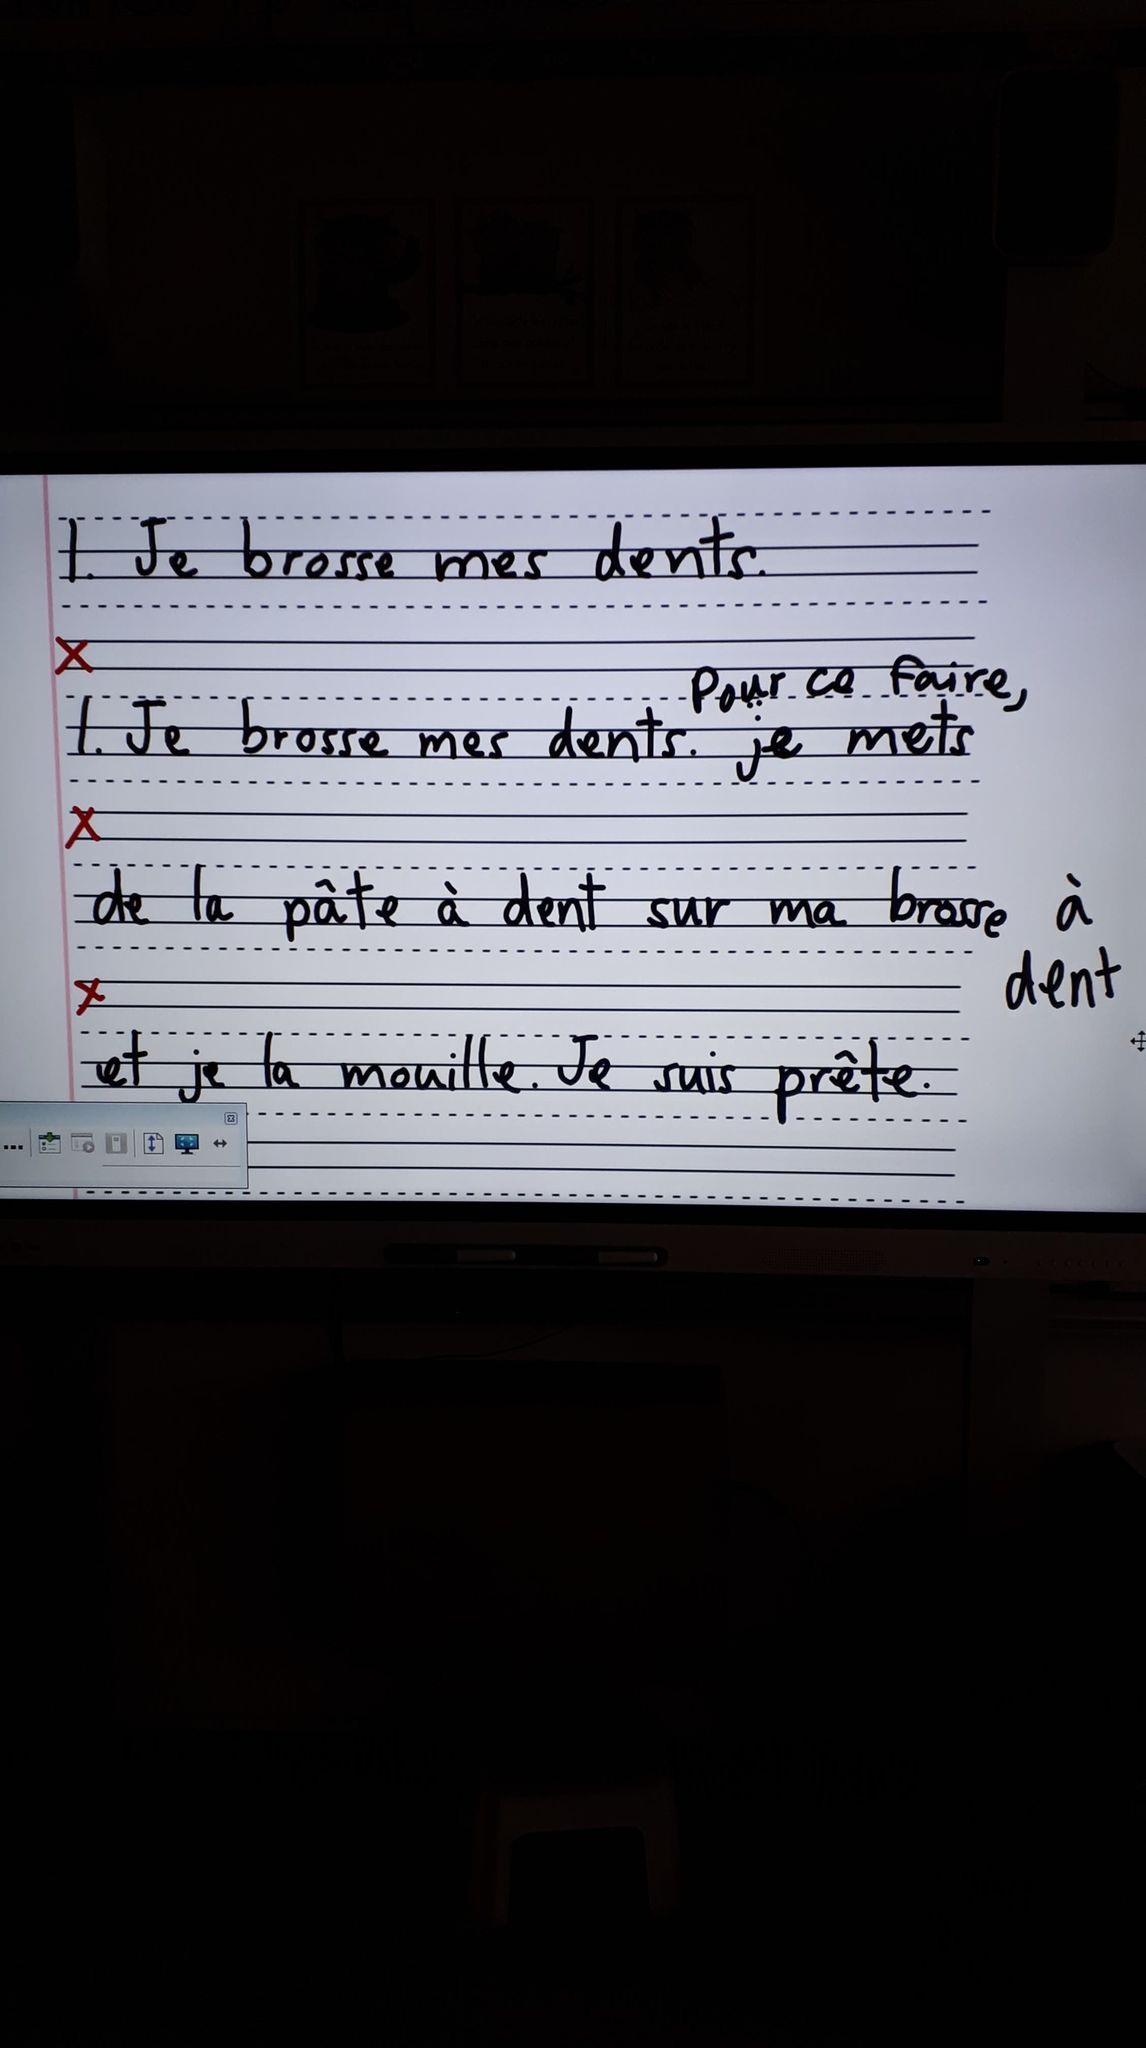 1. Je brosse mes dents.
x
Pour ce faire,
1. Je brosse mes dents. je mets
x
de la pâte à dent sur ma brosse à
dent
x
et je la mouille. Je suis prête.